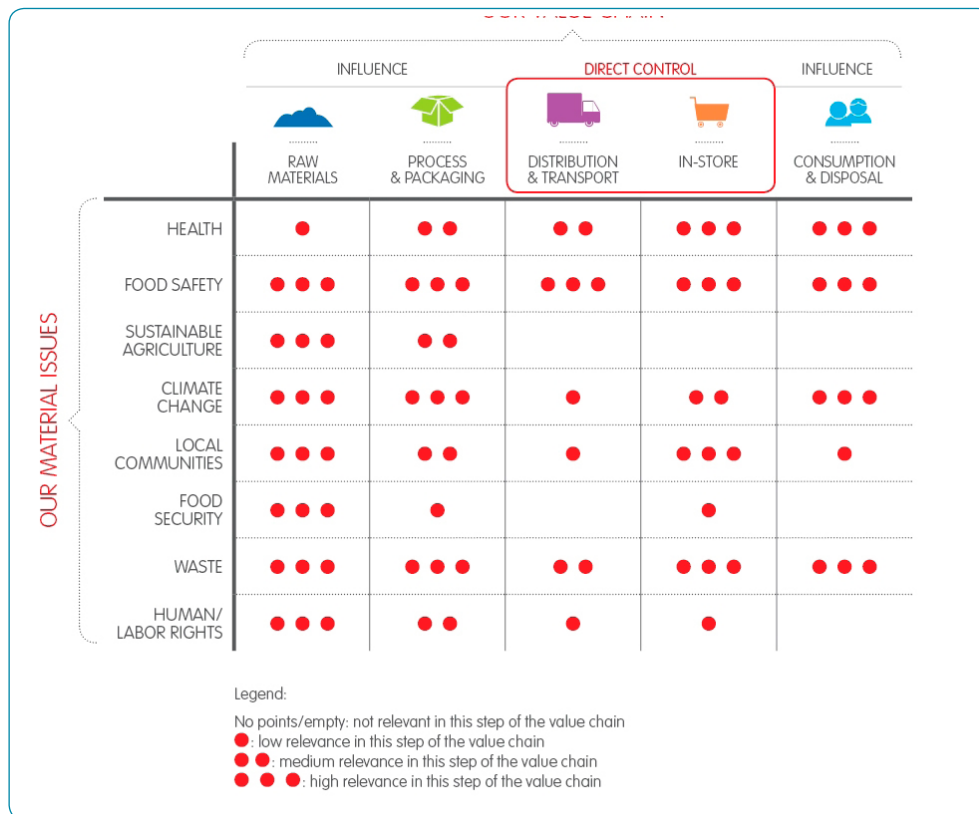 OUR VALUE CHAIN
INFLUENCE
DIRECT CONTROL
INFLUENCE
RAW
MATERIALS
PROCESS
& PACKAGING
DISTRIBUTION
& TRANSPORT
IN-STORE
CONSUMPTION
& DISPOSAL
OUR MATERIAL ISSUES
HEALTH
FOOD SAFETY
SUSTAINABLE
AGRICULTURE
CLIMATE
CHANGE
LOCAL
COMMUNITIES
FOOD
SECURITY
WASTE
HUMAN/
LABOR RIGHTS
Legend:
No points/empty: not relevant in this step of the value chain
: low relevance in this step of the value chain
: medium relevance in this step of the value chain
: high relevance in this step of the value chain